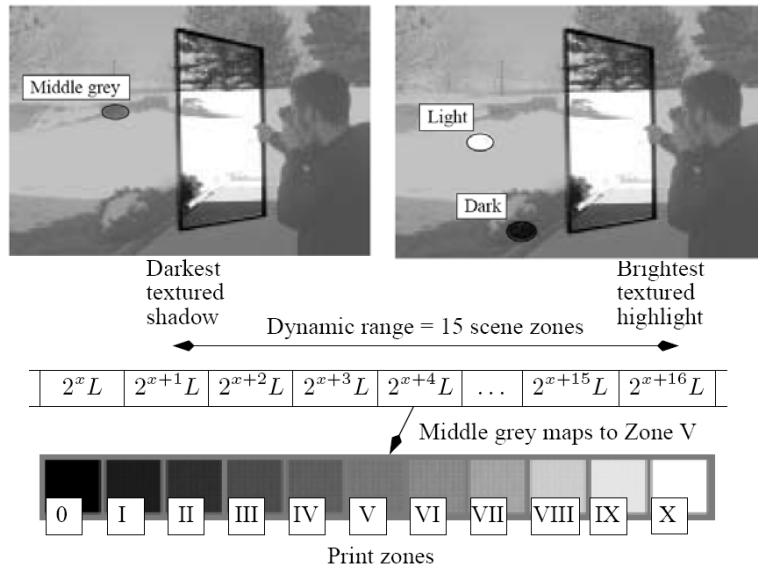 Middle grey
Light
Dark
Darkest
textured
shadow
Brightest
textured
highlight
Dynamic range = 15 scene zones
2^x L 2^{x+1} L 2^{x+2} L 2^{x+3} L 2^{x+4} L ... 2^{x+15} L 2^{x+16} L
Middle grey maps to Zone V
0 I II III IV V VI VII VIII IX X
Print zones